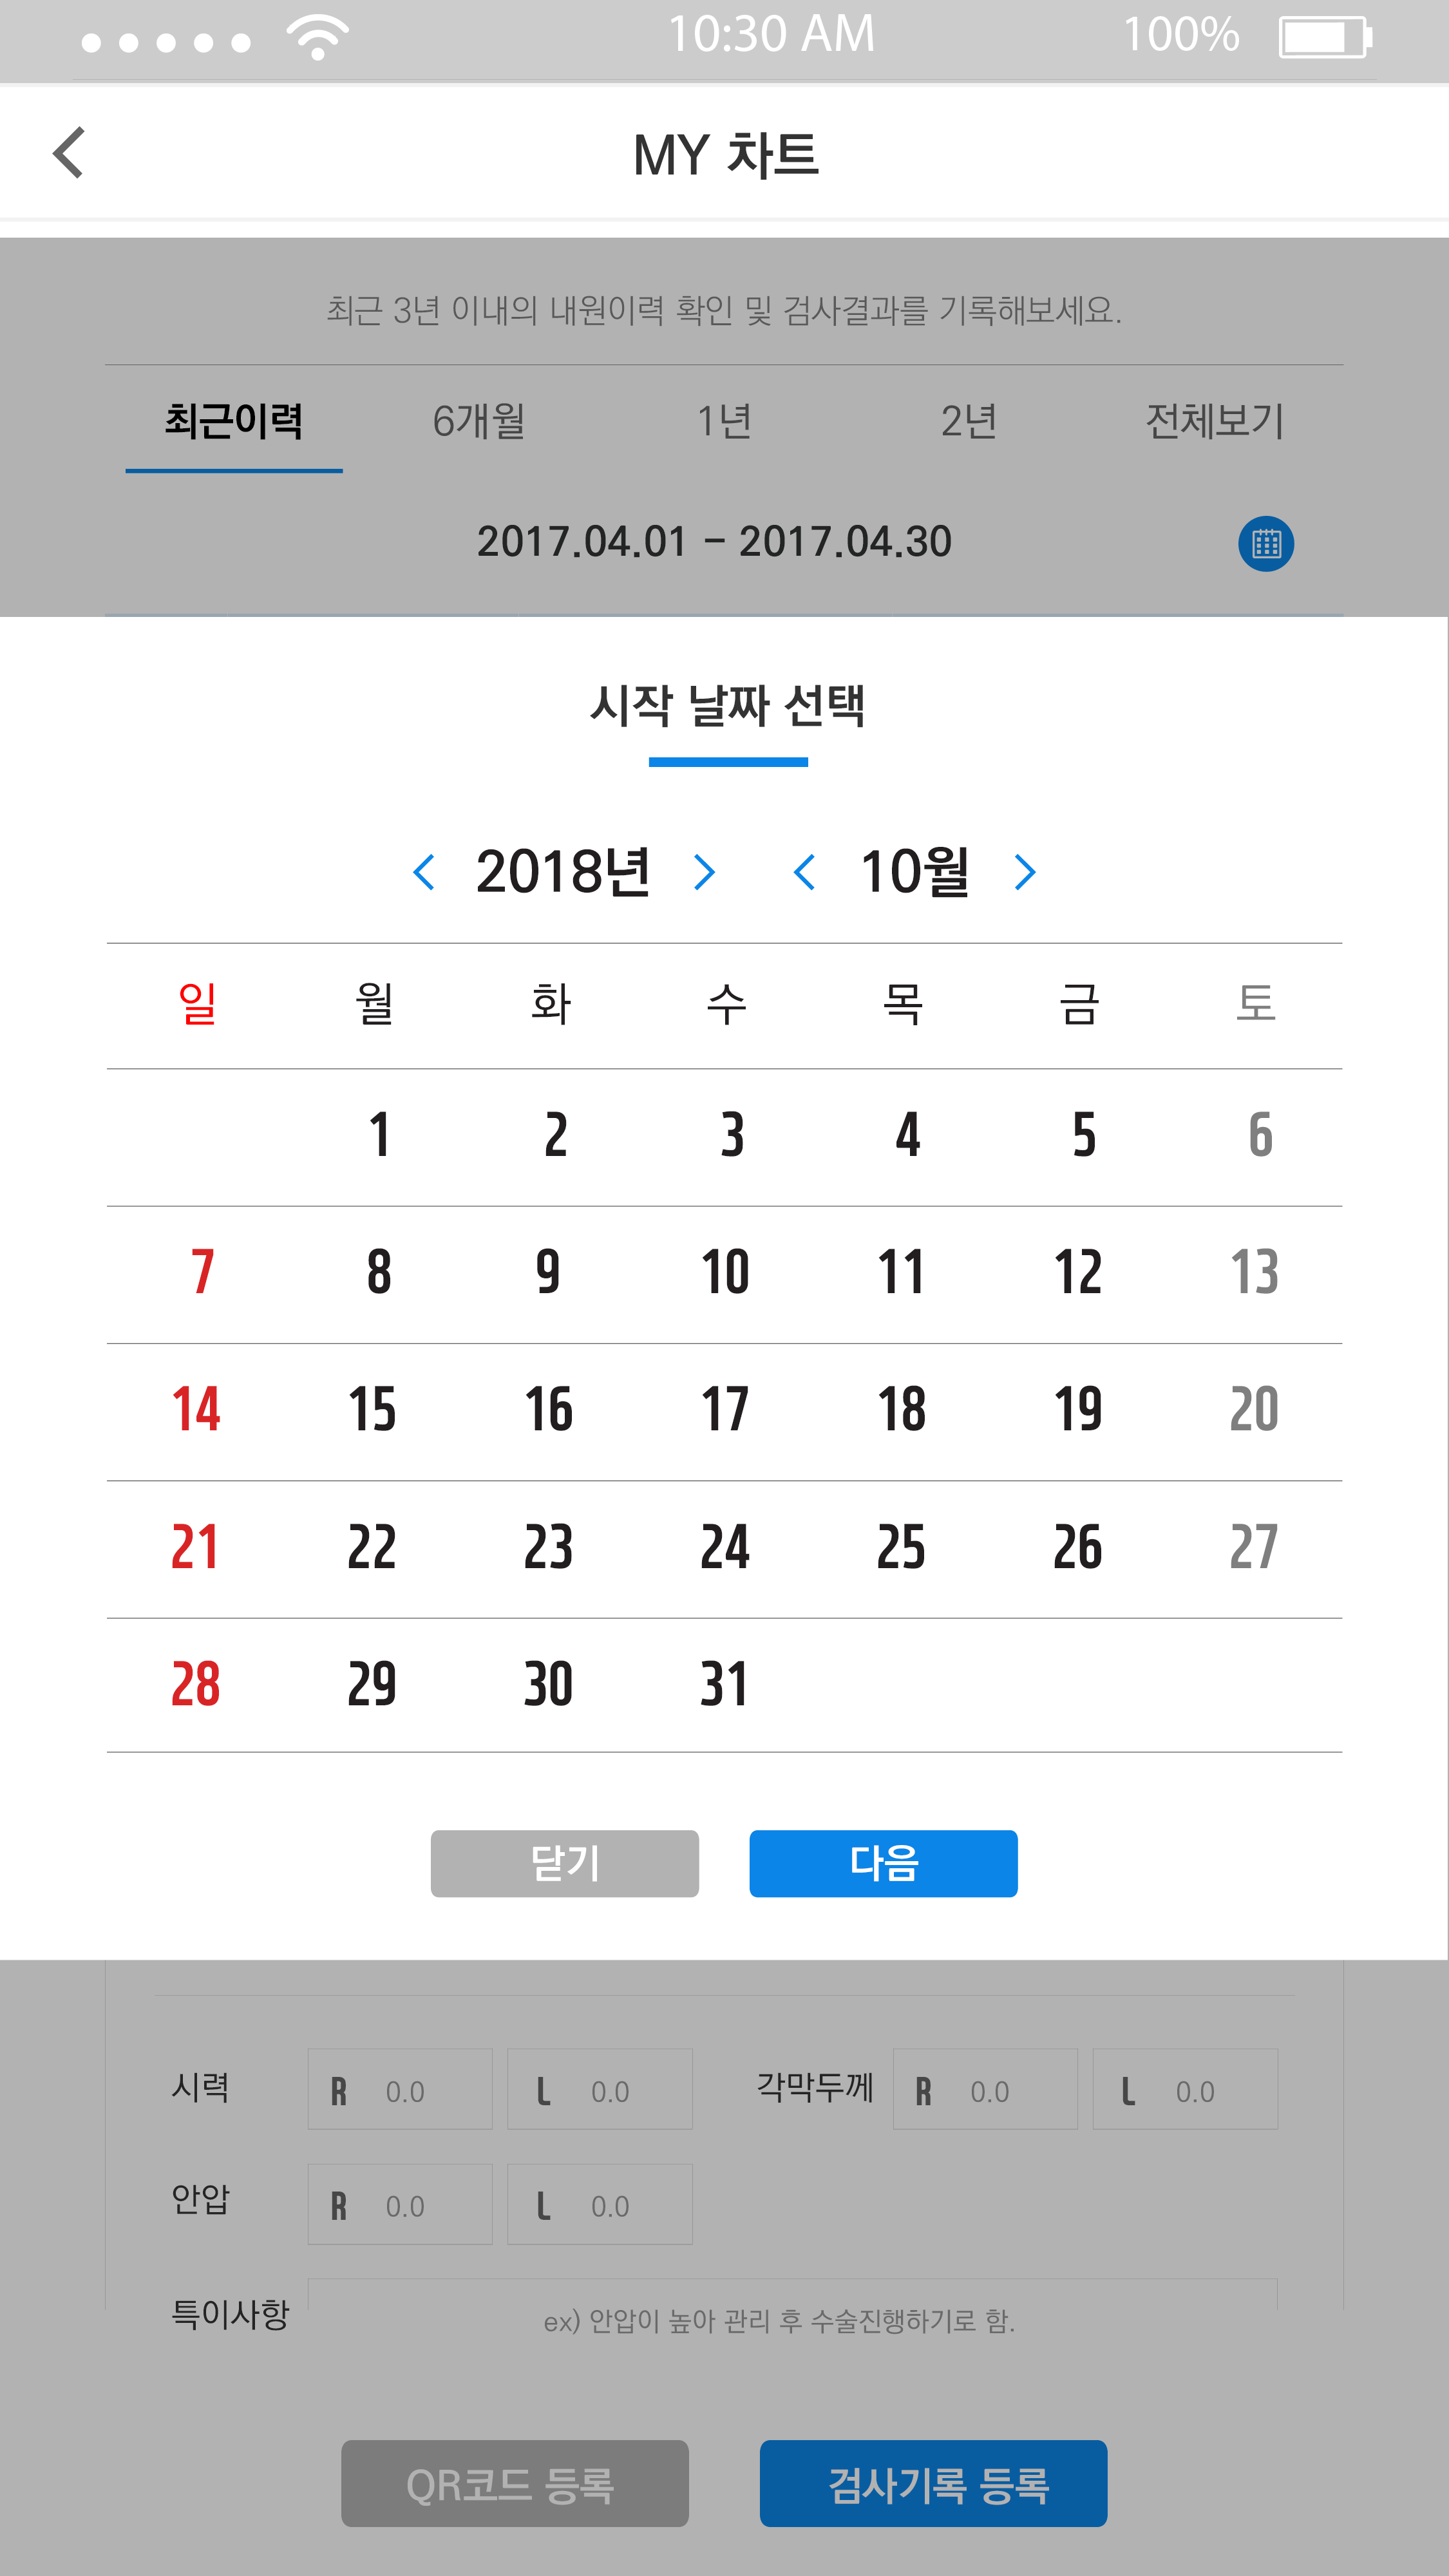 10:30 AM 100%
MY 차트
최근 3년 이내의 내원이력 확인 및 검사결과를 기록해보세요.
최근이력 6개월 1년 2년 전체보기
2017.04.01 - 2017.04.30
시작 날짜 선택
2018년 10월
일 월 화 수 목 금 토
1 2 3 4 5 6
7 8 9 10 11 12 13
14 15 16 17 18 19 20
21 22 23 24 25 26 27
28 29 30 31
닫기 다음
시력 R 0.0 L 0.0 각막두께 R 0.0 L 0.0
안압 R 0.0 L 0.0
특이사항 ex) 안압이 높아 관리 후 수술진행하기로 함.
QR코드 등록 검사기록 등록